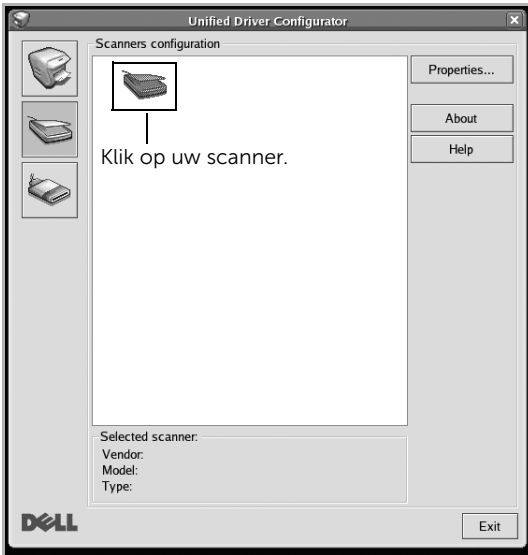 Unified Driver Configurator
Scanners configuration
Properties...
About
Help
Klik op uw scanner.
Selected scanner:
Vendor:
Model:
Type:
DELL
Exit